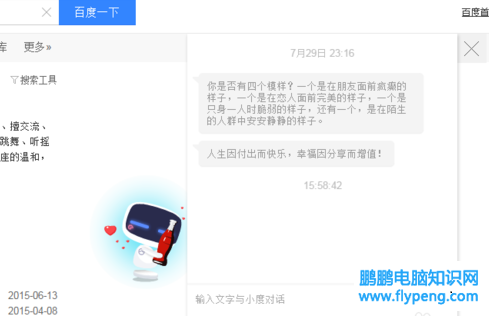 百度一下
百度首
库 更多»
搜索工具
7月29日 23:16
你是否有四个模样？一个是在朋友面前疯癫的
样子，一个是在恋人面前完美的样子，一个是
只身一人时脆弱的样子，还有一个，是在陌生
的人群中安安静静的样子。
、擅交流、
跳舞、听摇
座的温和，
人生因付出而快乐，幸福因分享而增值！
15:58:42
2015-06-13
2015-04-08
输入文字与小度对话
鹏鹏电脑知识网
www.flypeng.com